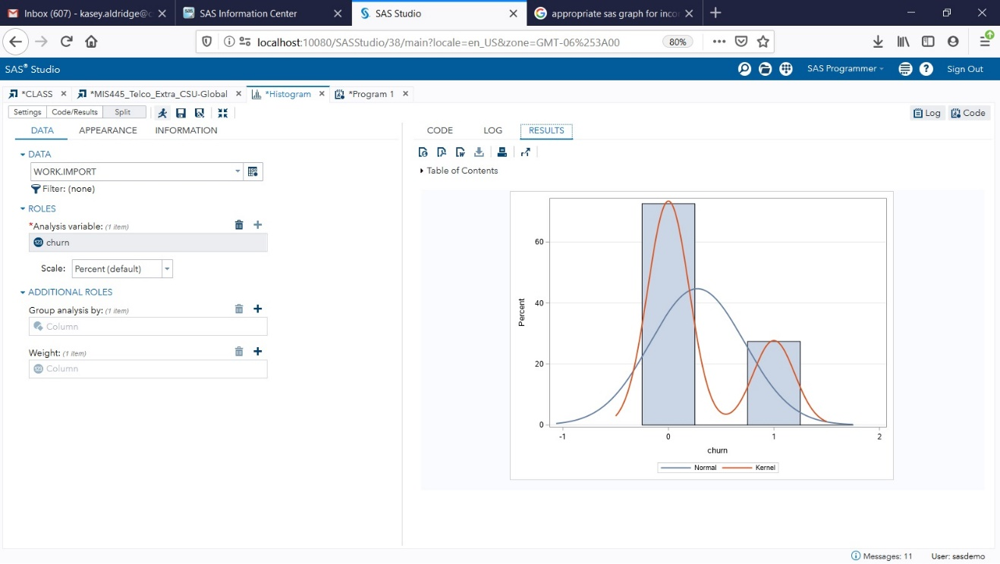 Inbox (607) - kasey.aldridge@c
SAS Information Center
SAS Studio
appropriate sas graph for inco
localhost:10080/SASStudio/38/main?locale=en_US&zone=GMT-06%253A00
80%
SAS® Studio
SAS Programmer
Sign Out
*CLASS
*MIS445_Telco_Extra_CSU-Global
*Histogram
*Program 1
Settings
Code/Results
Split
Log
Code
DATA
APPEARANCE
INFORMATION
DATA
WORK.IMPORT
Filter: (none)
ROLES
*Analysis variable: (1 item)
123 churn
Scale: Percent (default)
ADDITIONAL ROLES
Group analysis by: (1 item)
Column
Weight: (1 item)
123 Column
CODE
LOG
RESULTS
Table of Contents
60
40
20
0
Percent
-1
0
1
2
churn
Normal
Kernel
Messages: 11
User: sasdemo